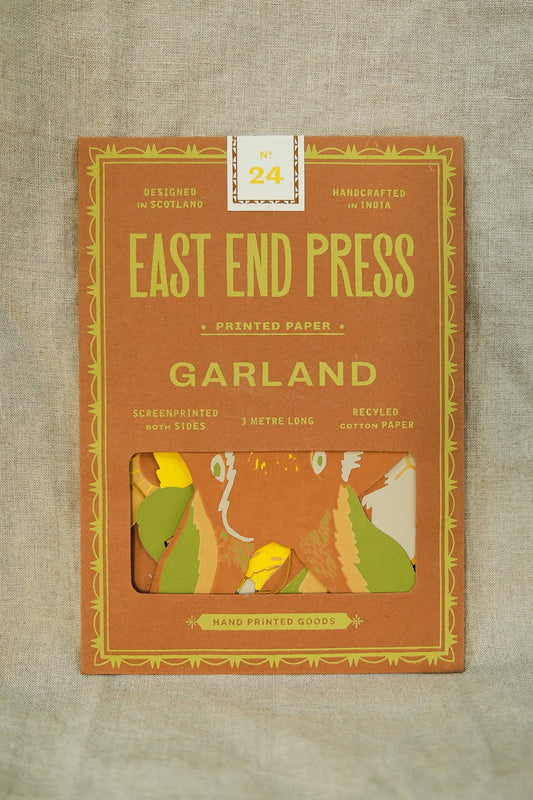 Nº
24
DESIGNED
IN SCOTLAND
HANDCRAFTED
IN INDIA
EAST END PRESS
• PRINTED PAPER •
GARLAND
SCREENPRINTED
BOTH SIDES
3 METRE LONG
RECYLED
COTTON PAPER
HAND PRINTED GOODS